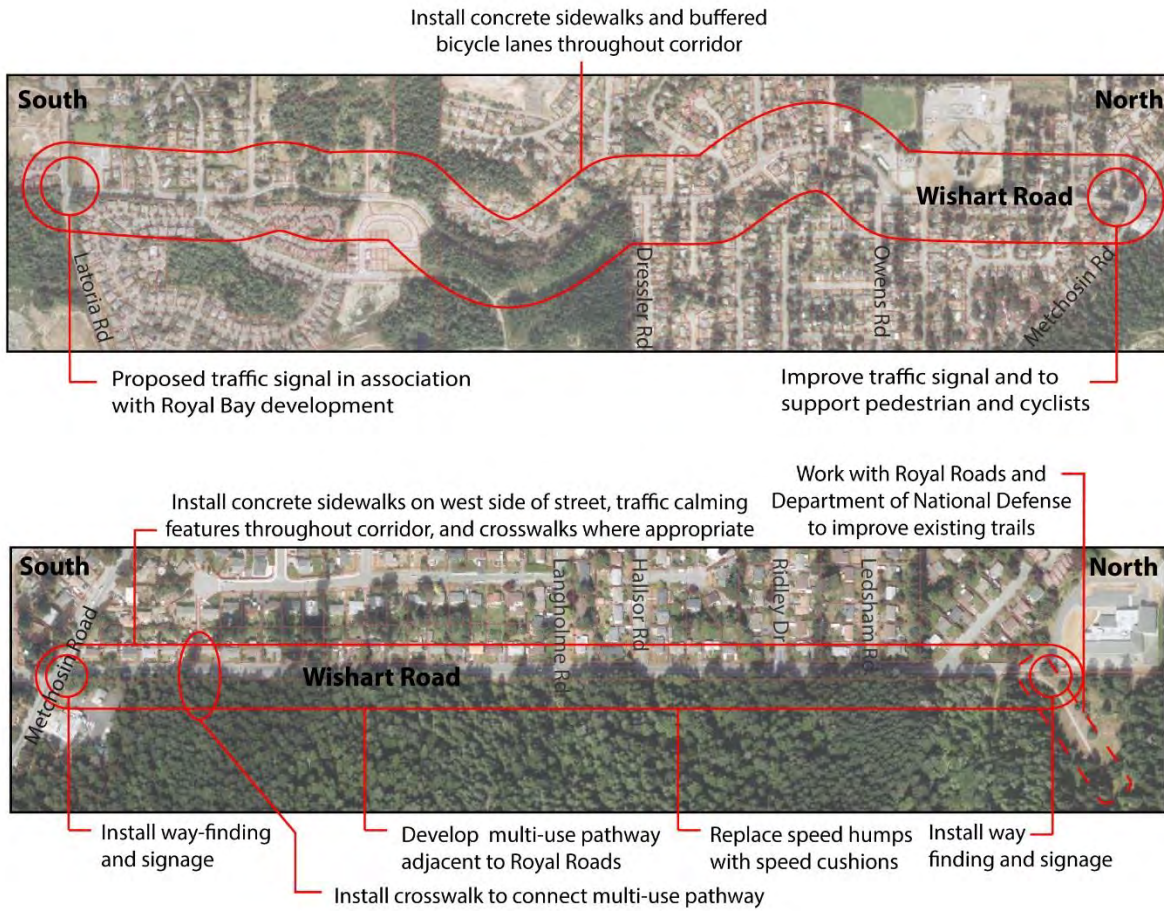 Install concrete sidewalks and buffered
bicycle lanes throughout corridor
South
North
Wishart Road
Latoria Rd
Dressler Rd
Owens Rd
Metchosin Rd
Proposed traffic signal in association
with Royal Bay development
Improve traffic signal and to
support pedestrian and cyclists
Install concrete sidewalks on west side of street, traffic calming
features throughout corridor, and crosswalks where appropriate
Work with Royal Roads and
Department of National Defense
to improve existing trails
South
North
Metchosin Road
Wishart Road
Landholme Rd
Hallsor Rd
Ridley Dr
Ledsham Rd
Install way-finding
and signage
Develop multi-use pathway
adjacent to Royal Roads
Replace speed humps
with speed cushions
Install way
finding and signage
Install crosswalk to connect multi-use pathway